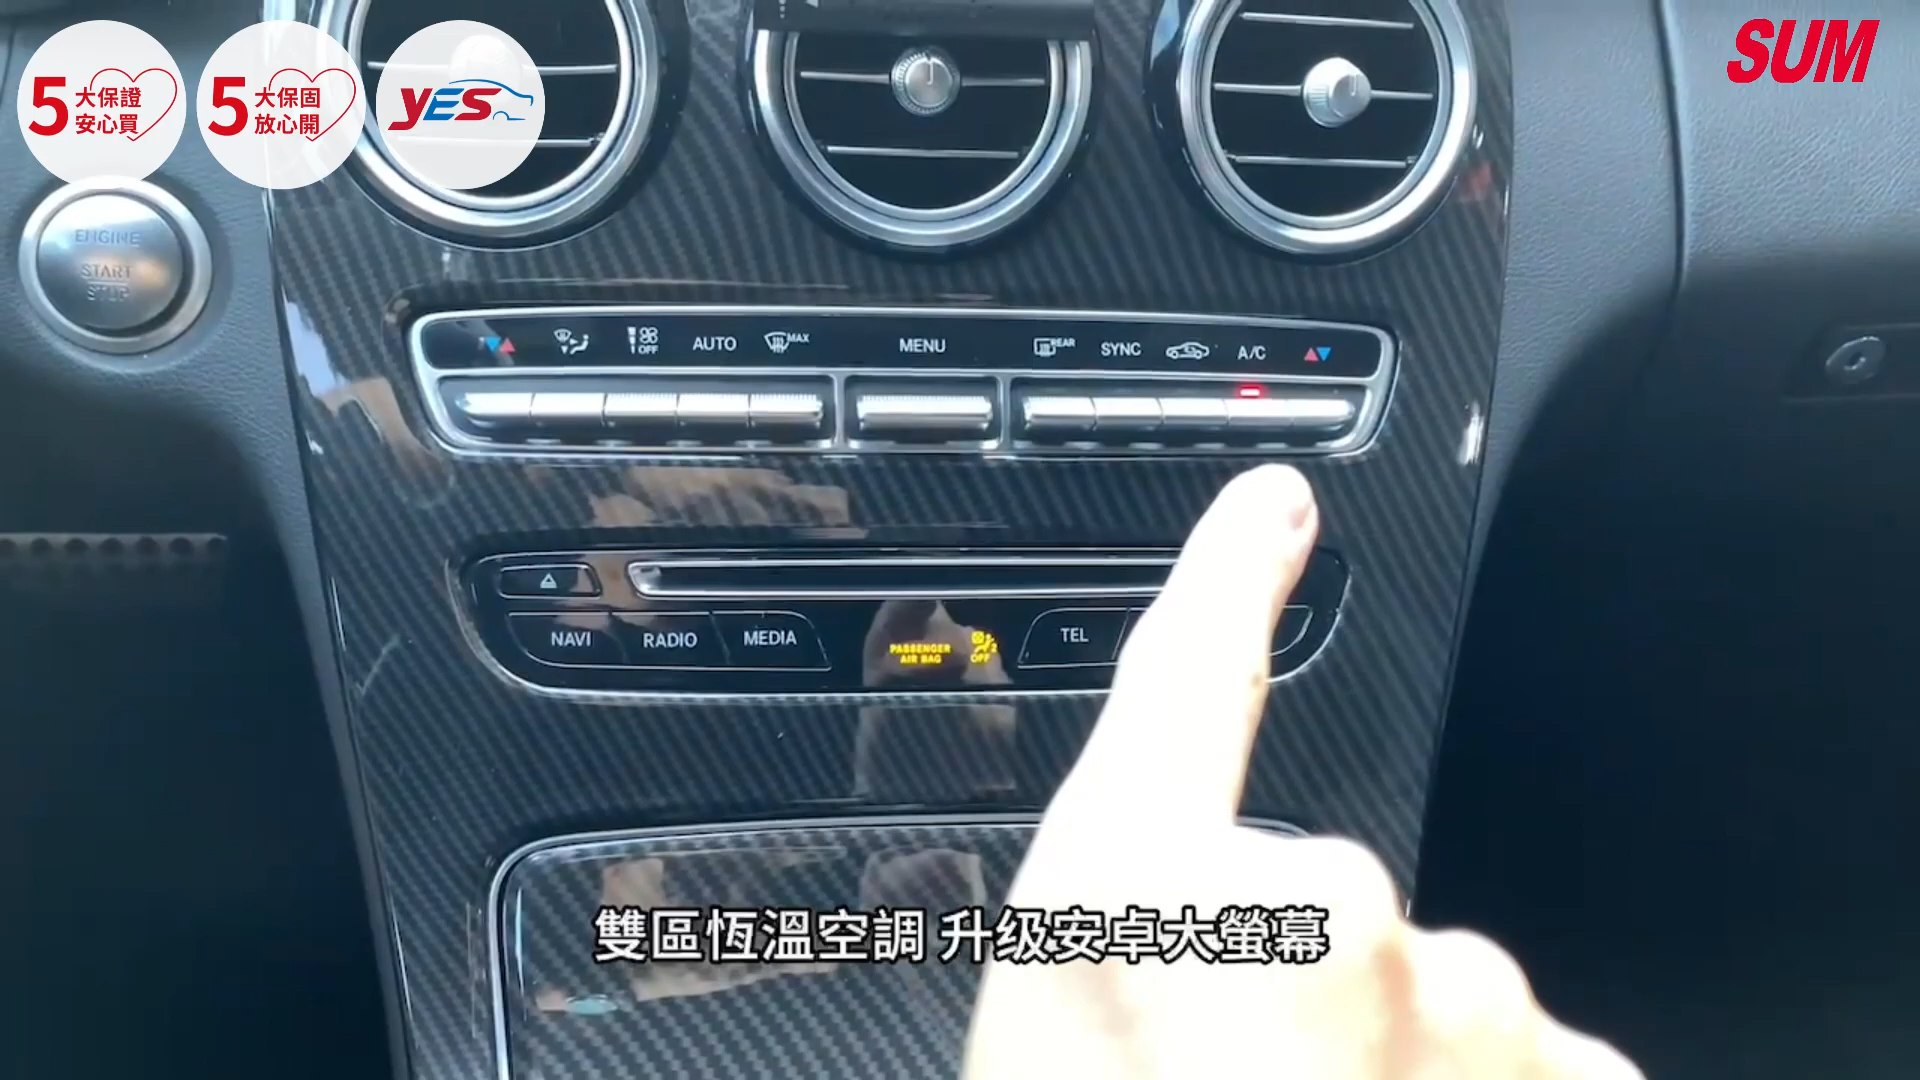 5大保證
安心買
5大保固
放心開
YES
SUM
ENGINE
START
STOP
OFF
AUTO
MAX
MENU
REAR
SYNC
A/C
NAVI
RADIO
MEDIA
PASSENGER
AIR BAG
2
OFF
TEL
雙區恆溫空調 升级安卓大螢幕